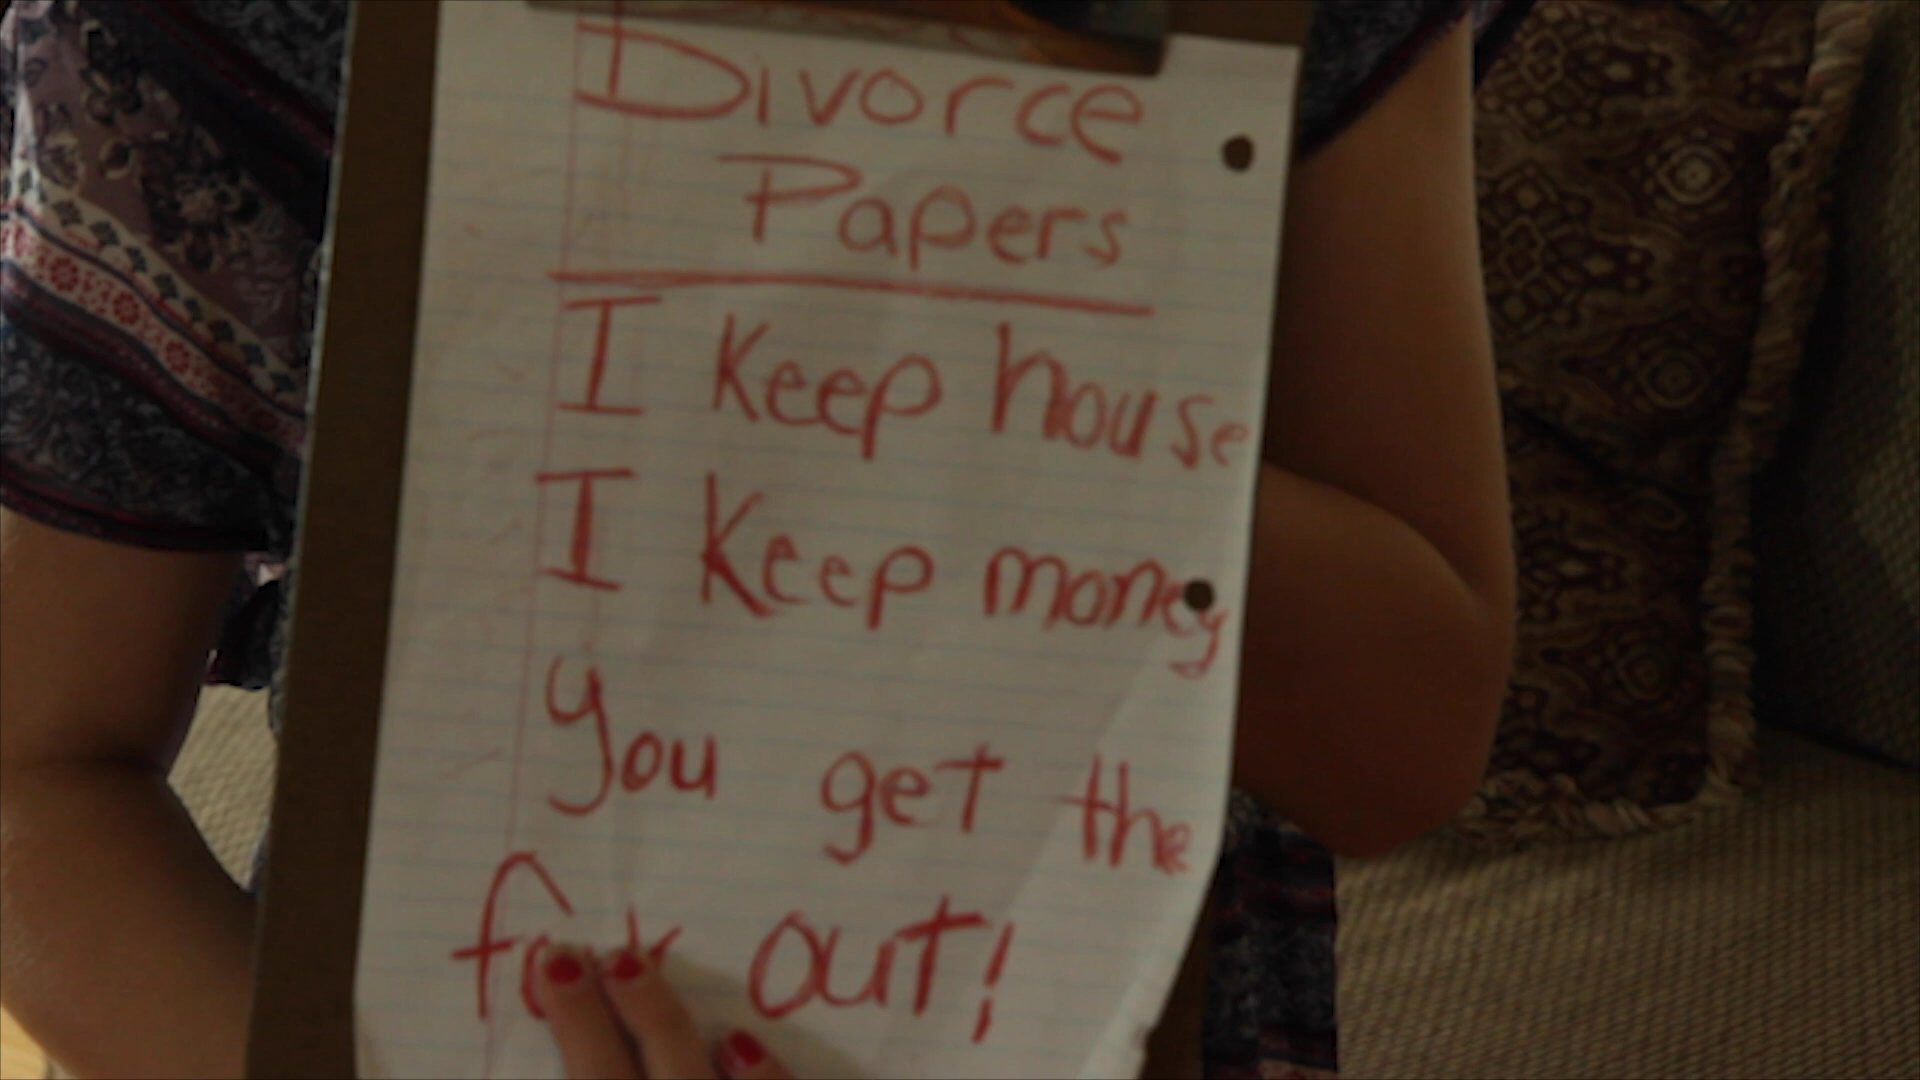 Divorce
Papers
I Keep house
I Keep money
You get the
out!